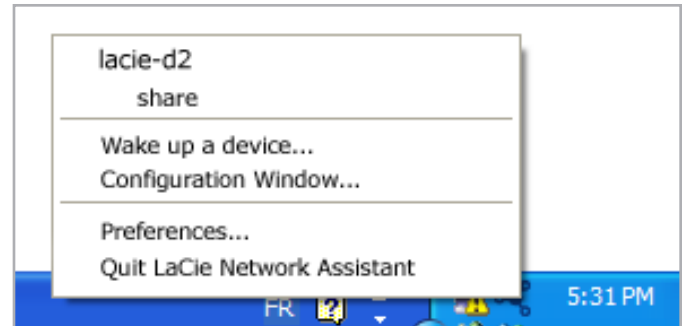 lacie-d2
share
Wake up a device...
Configuration Window...
Preferences...
Quit LaCie Network Assistant
FR 5:31 PM